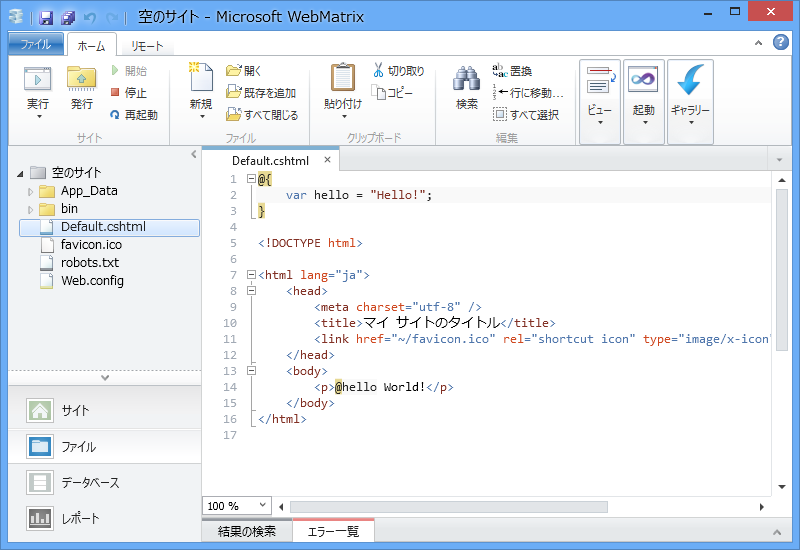 空のサイト - Microsoft WebMatrix
ファイル ホーム リモート
実行 発行 開始 停止 再起動
サイト
新規 開く 既存を追加 すべて閉じる
ファイル
貼り付け 切り取り コピー
クリップボード
検索 置換 行に移動... すべて選択
編集
ビュー 起動 ギャラリー
空のサイト
App_Data
bin
Default.cshtml
favicon.ico
robots.txt
Web.config
サイト
ファイル
データベース
レポート
Default.cshtml ×
1 @{
2 var hello = "Hello!";
3 }
4
5 <!DOCTYPE html>
6
7 <html lang="ja">
8 <head>
9 <meta charset="utf-8" />
10 <title>マイ サイトのタイトル</title>
11 <link href="~/favicon.ico" rel="shortcut icon" type="image/x-icon"
12 </head>
13 <body>
14 <p>@hello World!</p>
15 </body>
16 </html>
17
100 %
結果の検索 エラー一覧